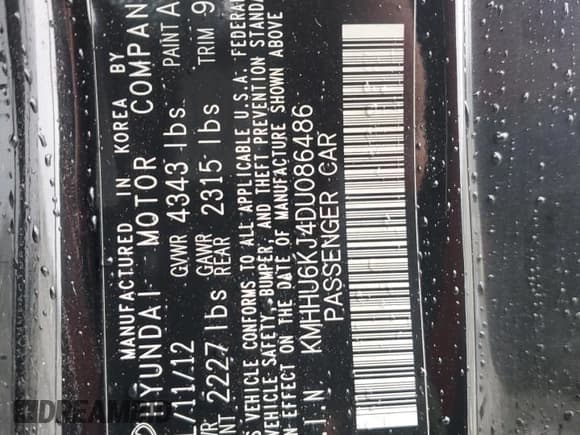 MANUFACTURED IN KOREA BY
HYUNDAI MOTOR COMPAN
/11/12 GVWR 4343 lbs PAINT A
GAWR
2227 lbs REAR 2315 lbs TRIM 9
S VEHICLE CONFORMS TO ALL APPLICABLE U.S.A. FEDERAL
VEHICLE SAFETY, BUMPER, AND THEFT PREVENTION STANDA
N EFFECT ON THE DATE OF MANUFACTURE SHOWN ABOVE
.I.N KMHHU6KJ4DU086486
PASSENGER CAR
DREAMBID